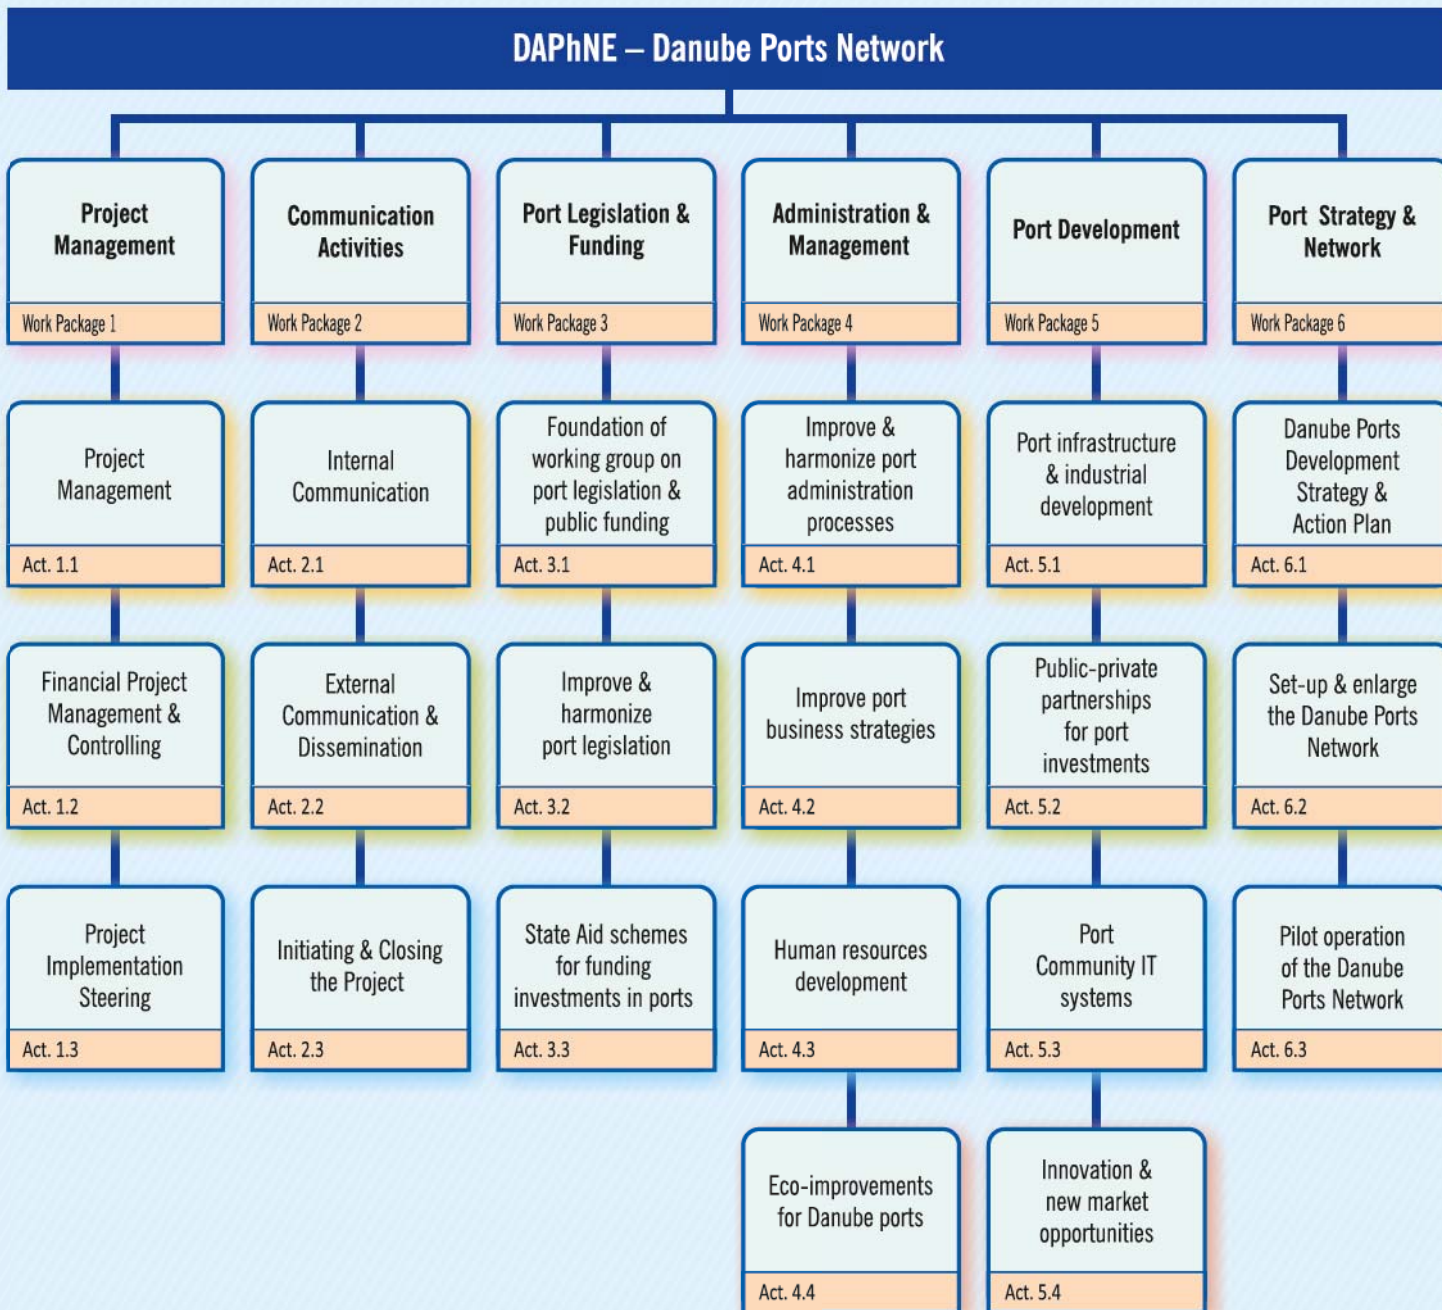 DAPhNE – Danube Ports Network
Project
Management
Work Package 1
Communication
Activities
Work Package 2
Port Legislation &
Funding
Work Package 3
Administration &
Management
Work Package 4
Port Development
Work Package 5
Port Strategy &
Network
Work Package 6
Project
Management
Act. 1.1
Internal
Communication
Act. 2.1
Foundation of
working group on
port legislation &
public funding
Act. 3.1
Improve &
harmonize port
administration
processes
Act. 4.1
Port infrastructure
& industrial
development
Act. 5.1
Danube Ports
Development
Strategy &
Action Plan
Act. 6.1
Financial Project
Management &
Controlling
Act. 1.2
External
Communication &
Dissemination
Act. 2.2
Improve &
harmonize
port legislation
Act. 3.2
Improve port
business strategies
Act. 4.2
Public-private
partnerships
for port
investments
Act. 5.2
Set-up & enlarge
the Danube Ports
Network
Act. 6.2
Project
Implementation
Steering
Act. 1.3
Initiating & Closing
the Project
Act. 2.3
State Aid schemes
for funding
investments in ports
Act. 3.3
Human resources
development
Act. 4.3
Port
Community IT
systems
Act. 5.3
Pilot operation
of the Danube
Ports Network
Act. 6.3
Eco-improvements
for Danube ports
Act. 4.4
Innovation &
new market
opportunities
Act. 5.4